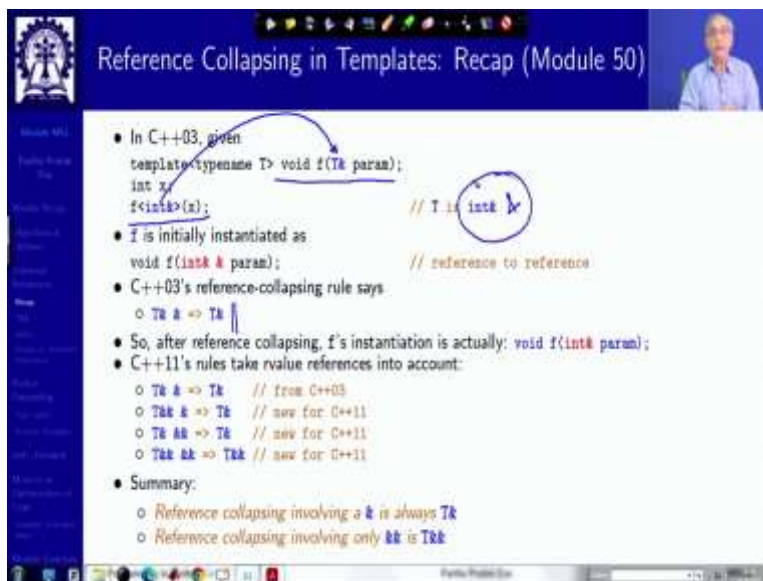 Reference Collapsing in Templates: Recap (Module 50)
• In C++03, given
template<typename T> void f(T& param);
int x;
f<int&>(x); // T is int&
• f is initially instantiated as
void f(int& & param); // reference to reference
• C++03's reference-collapsing rule says
○ T& & => T&
• So, after reference collapsing, f's instantiation is actually: void f(int& param);
• C++11's rules take rvalue references into account:
○ T& & => T& // from C++03
○ T&& & => T& // new for C++11
○ T& && => T& // new for C++11
○ T&& && => T&& // new for C++11
• Summary:
○ Reference collapsing involving a & is always T&
○ Reference collapsing involving only && is T&&